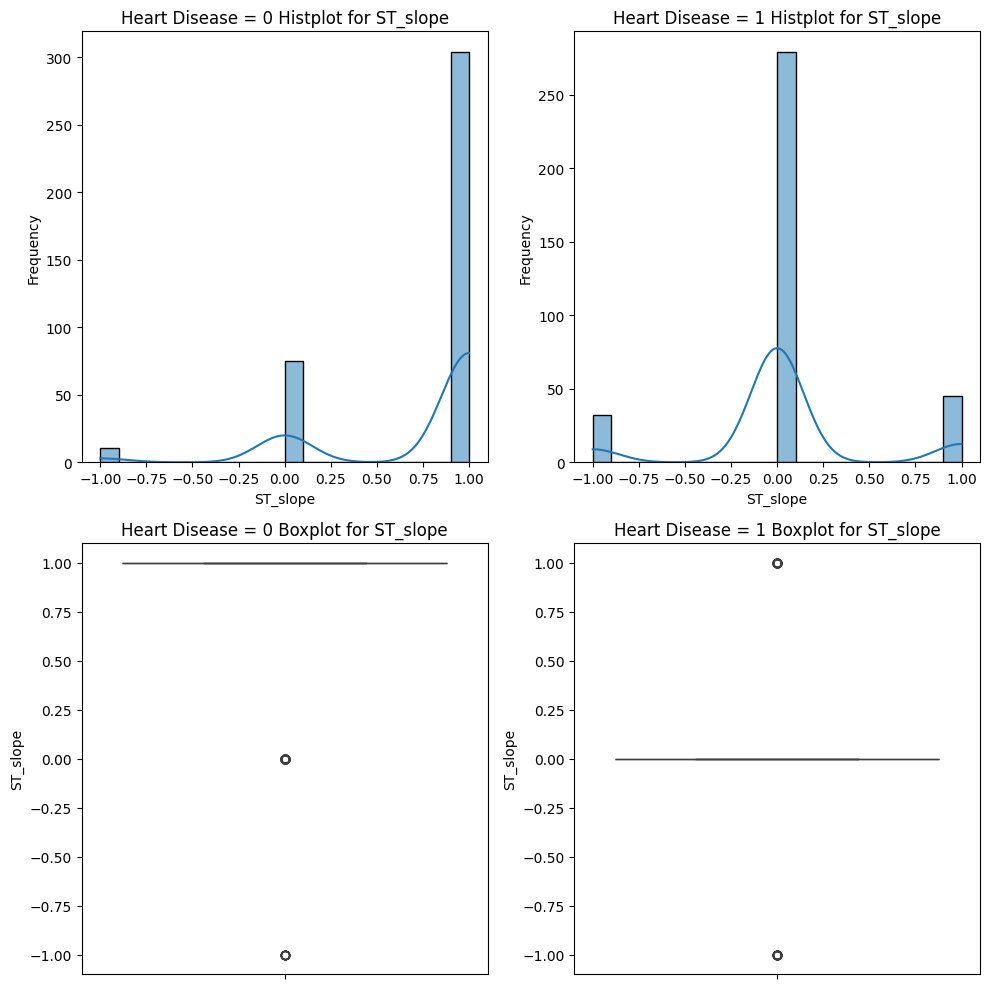 Heart Disease = 0 Histplot for ST_slope
300
250
200
150
100
50
0
Frequency
−1.00 −0.75 −0.50 −0.25 0.00 0.25 0.50 0.75 1.00
ST_slope
Heart Disease = 1 Histplot for ST_slope
250
200
150
100
50
0
Frequency
−1.00 −0.75 −0.50 −0.25 0.00 0.25 0.50 0.75 1.00
ST_slope
Heart Disease = 0 Boxplot for ST_slope
1.00
0.75
0.50
0.25
0.00
−0.25
−0.50
−0.75
−1.00
ST_slope
Heart Disease = 1 Boxplot for ST_slope
1.00
0.75
0.50
0.25
0.00
−0.25
−0.50
−0.75
−1.00
ST_slope